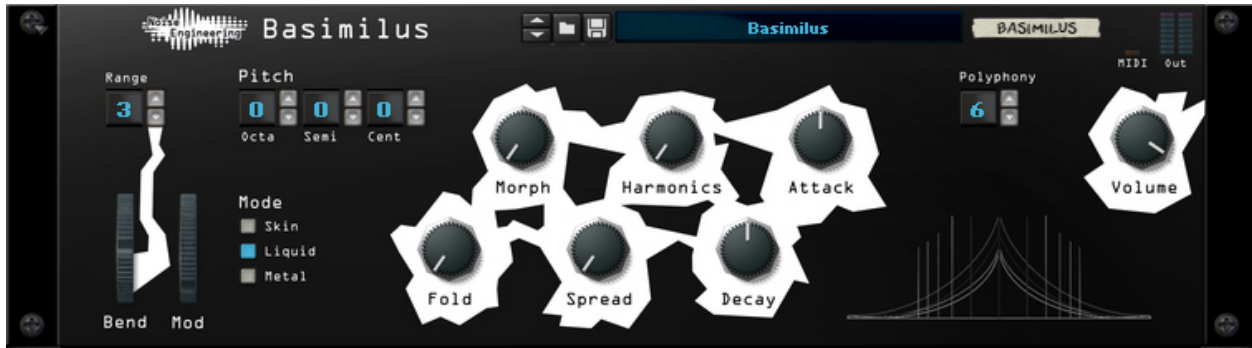 Noise
Engineering
Basimilus
Basimilus
BASIMILUS
MIDI Out
Range
Pitch
Polyphony
3
0 0 0
6
Octa Semi Cent
Morph Harmonics Attack Volume
Mode
Skin
Liquid
Metal
Fold Spread Decay
Bend Mod